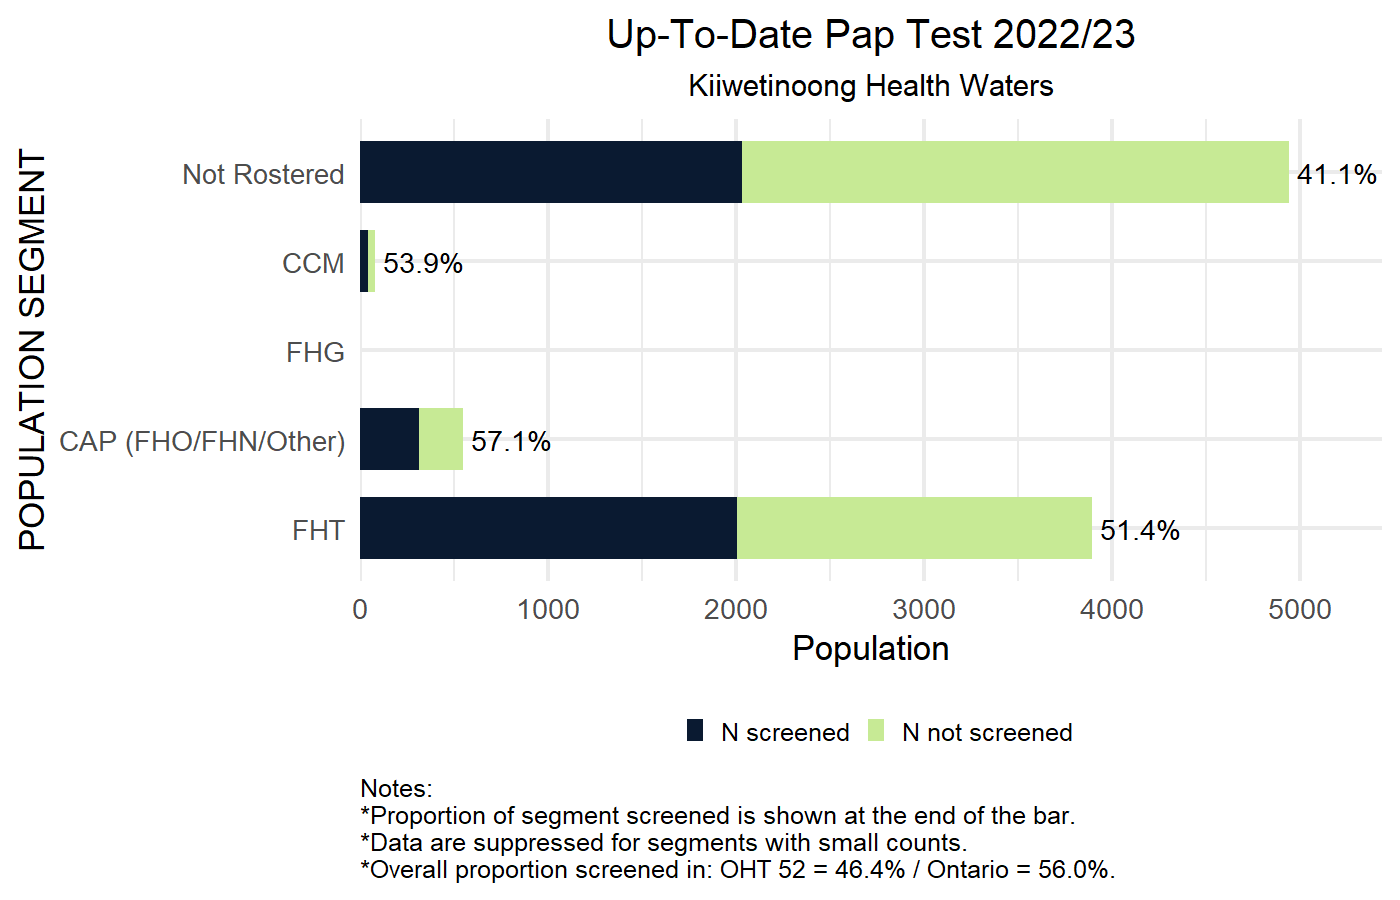 Up-To-Date Pap Test 2022/23
Kiiwetinoong Health Waters
POPULATION SEGMENT
Not Rostered
41.1%
CCM
53.9%
FHG
CAP (FHO/FHN/Other)
57.1%
FHT
51.4%
0 1000 2000 3000 4000 5000
Population
N screened N not screened
Notes:
*Proportion of segment screened is shown at the end of the bar.
*Data are suppressed for segments with small counts.
*Overall proportion screened in: OHT 52 = 46.4% / Ontario = 56.0%.